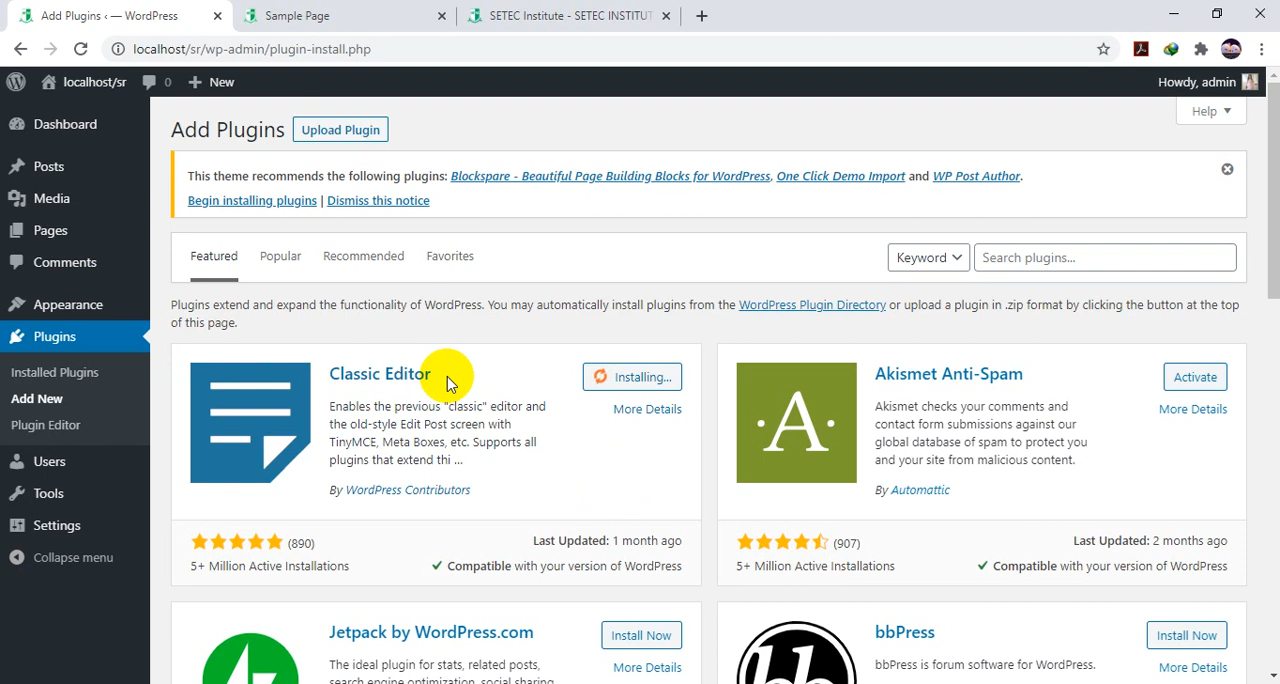 Add Plugins ‹ — WordPress
Sample Page
SETEC Institute - SETEC INSTITUT
localhost/sr/wp-admin/plugin-install.php
localhost/sr
0
New
Howdy, admin
Dashboard
Posts
Media
Pages
Comments
Appearance
Plugins
Installed Plugins
Add New
Plugin Editor
Users
Tools
Settings
Collapse menu
Help
Add Plugins
Upload Plugin
This theme recommends the following plugins: Blockspare - Beautiful Page Building Blocks for WordPress, One Click Demo Import and WP Post Author.
Begin installing plugins | Dismiss this notice
Featured
Popular
Recommended
Favorites
Keyword
Search plugins...
Plugins extend and expand the functionality of WordPress. You may automatically install plugins from the WordPress Plugin Directory or upload a plugin in .zip format by clicking the button at the top
of this page.
Classic Editor
Installing...
More Details
Enables the previous "classic" editor and
the old-style Edit Post screen with
TinyMCE, Meta Boxes, etc. Supports all
plugins that extend thi ...
By WordPress Contributors
(890)
Last Updated: 1 month ago
5+ Million Active Installations
Compatible with your version of WordPress
A
Akismet Anti-Spam
Activate
More Details
Akismet checks your comments and
contact form submissions against our
global database of spam to protect you
and your site from malicious content.
By Automattic
(907)
Last Updated: 2 months ago
5+ Million Active Installations
Compatible with your version of WordPress
Jetpack by WordPress.com
Install Now
More Details
The ideal plugin for stats, related posts,
search engine optimization, social sharing,
bb
bbPress
Install Now
More Details
bbPress is forum software for WordPress.